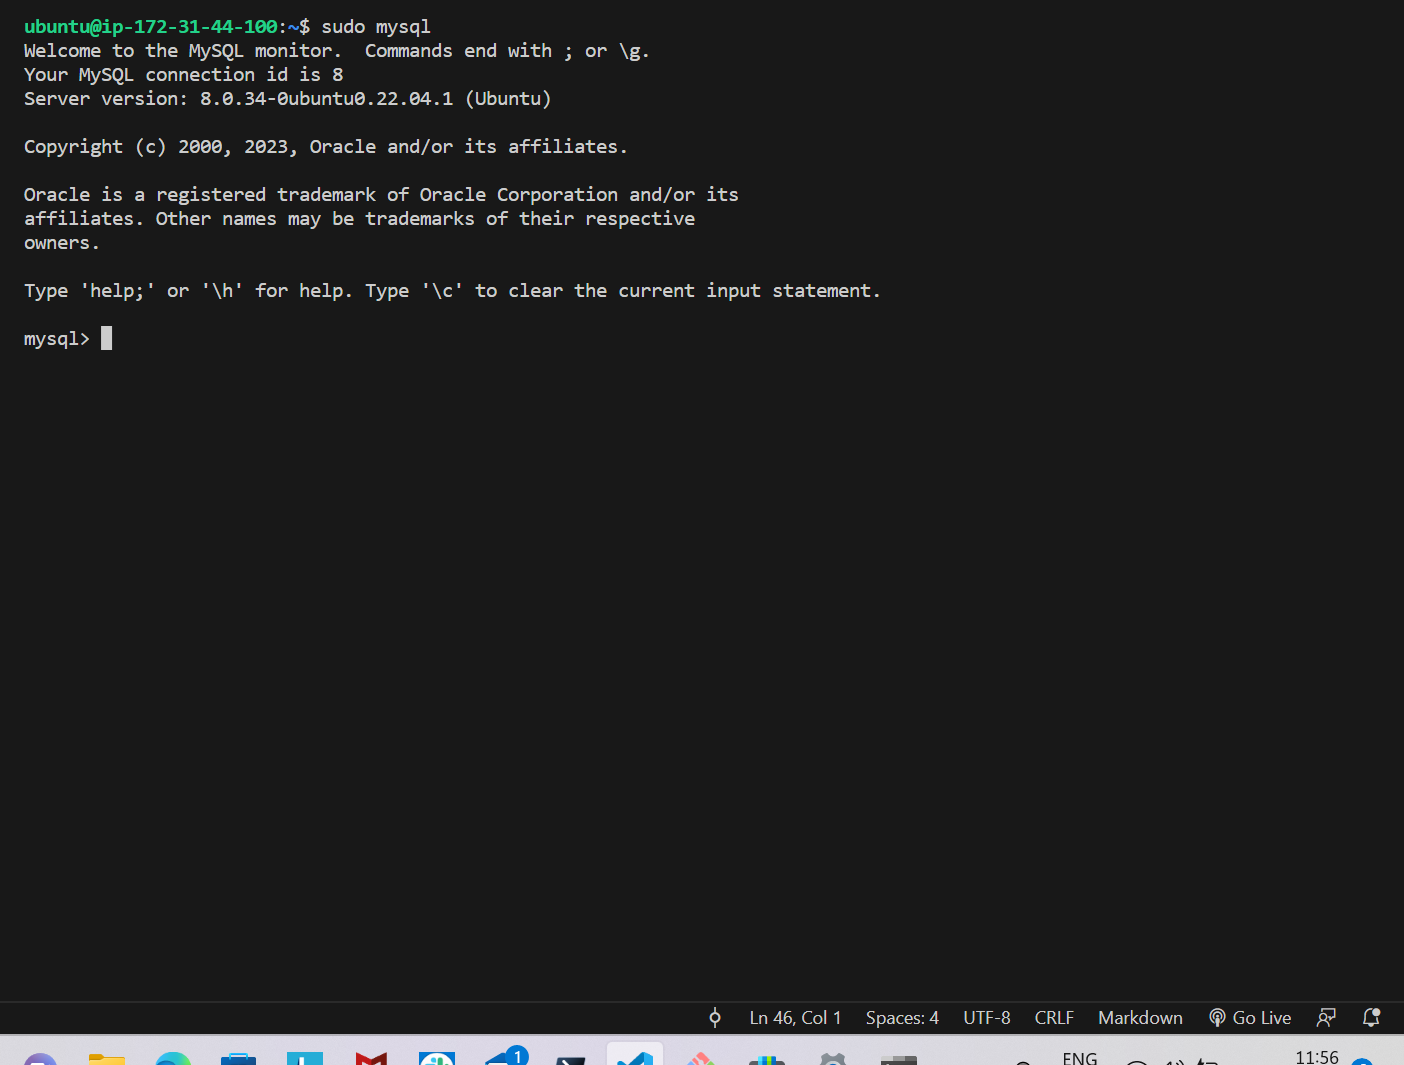 ubuntu@ip-172-31-44-100:~$ sudo mysql
Welcome to the MySQL monitor.  Commands end with ; or \g.
Your MySQL connection id is 8
Server version: 8.0.34-0ubuntu0.22.04.1 (Ubuntu)
Copyright (c) 2000, 2023, Oracle and/or its affiliates.
Oracle is a registered trademark of Oracle Corporation and/or its
affiliates. Other names may be trademarks of their respective
owners.
Type 'help;' or '\h' for help. Type '\c' to clear the current input statement.
mysql>
Ln 46, Col 1 Spaces: 4 UTF-8 CRLF Markdown Go Live
1 ENG 11:56